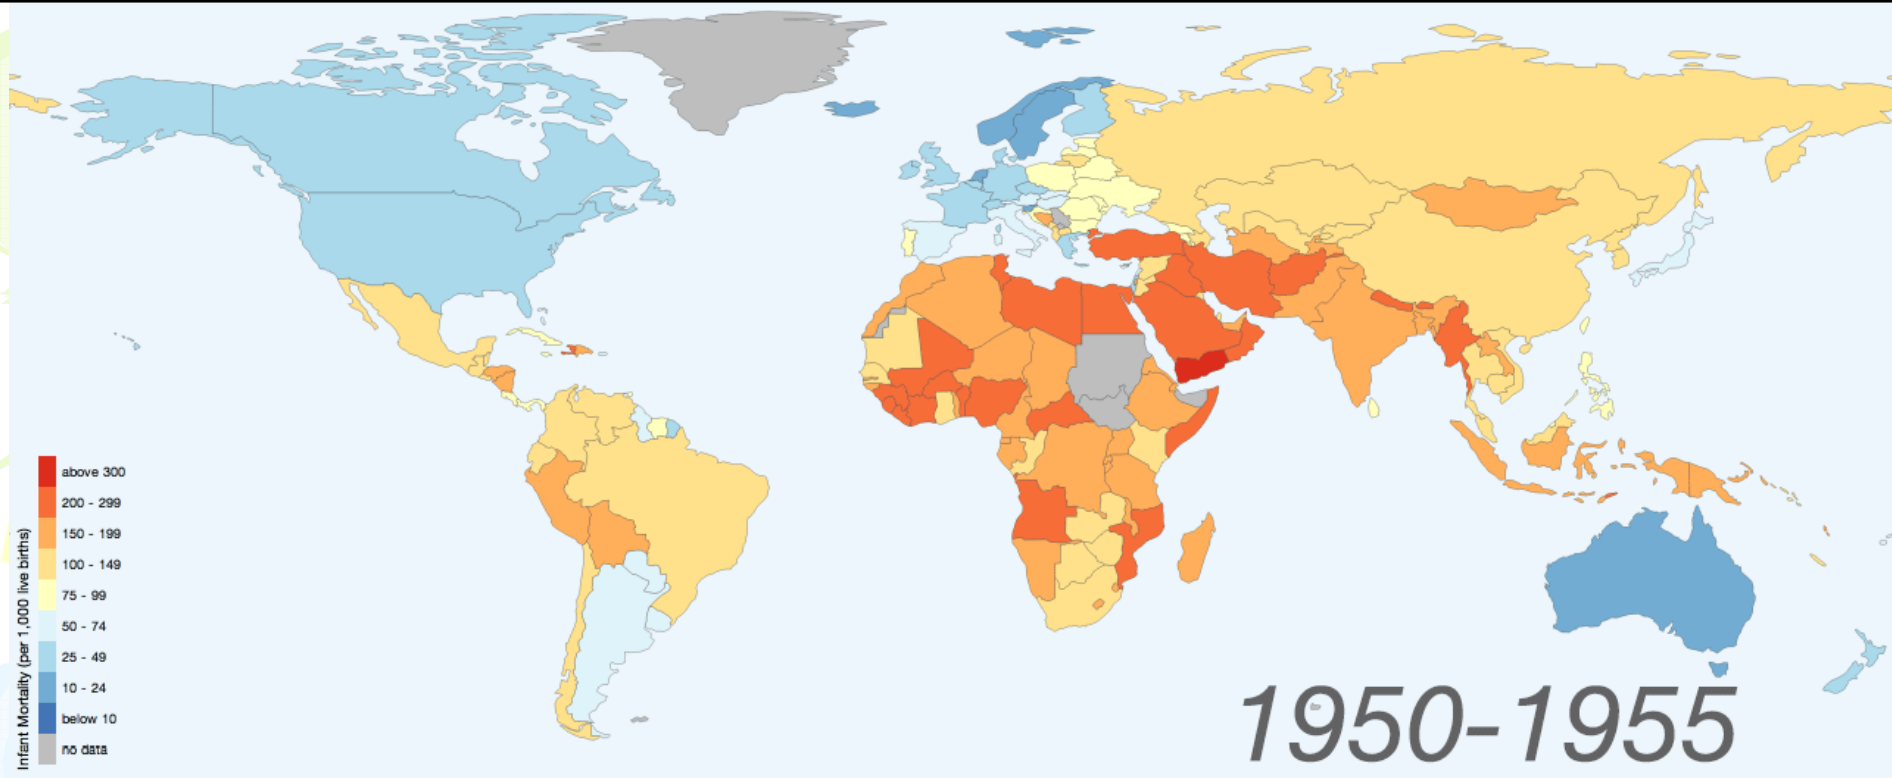 above 300
200 - 299
150 - 199
100 - 149
75 - 99
50 - 74
25 - 49
10 - 24
below 10
no data
Infant Mortality (per 1,000 live births)
1950-1955